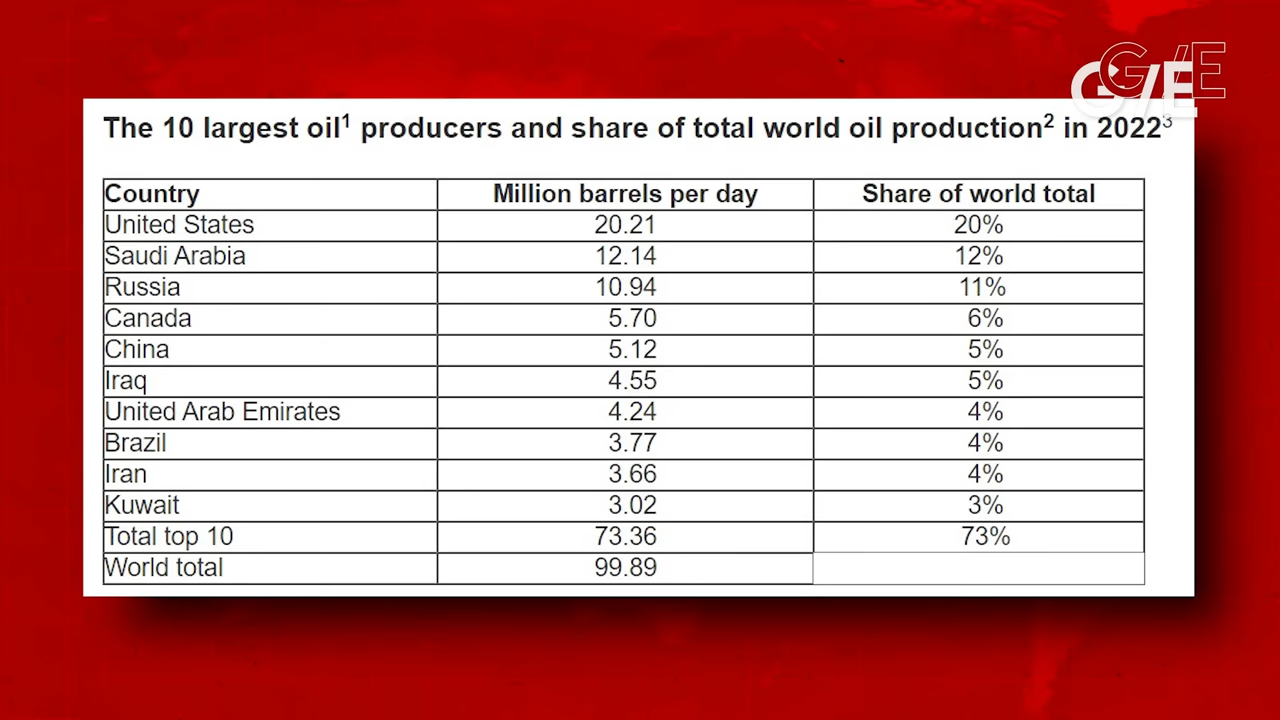 G/E
The 10 largest oil¹ producers and share of total world oil production² in 2022³
Country Million barrels per day Share of world total
United States 20.21 20%
Saudi Arabia 12.14 12%
Russia 10.94 11%
Canada 5.70 6%
China 5.12 5%
Iraq 4.55 5%
United Arab Emirates 4.24 4%
Brazil 3.77 4%
Iran 3.66 4%
Kuwait 3.02 3%
Total top 10 73.36 73%
World total 99.89